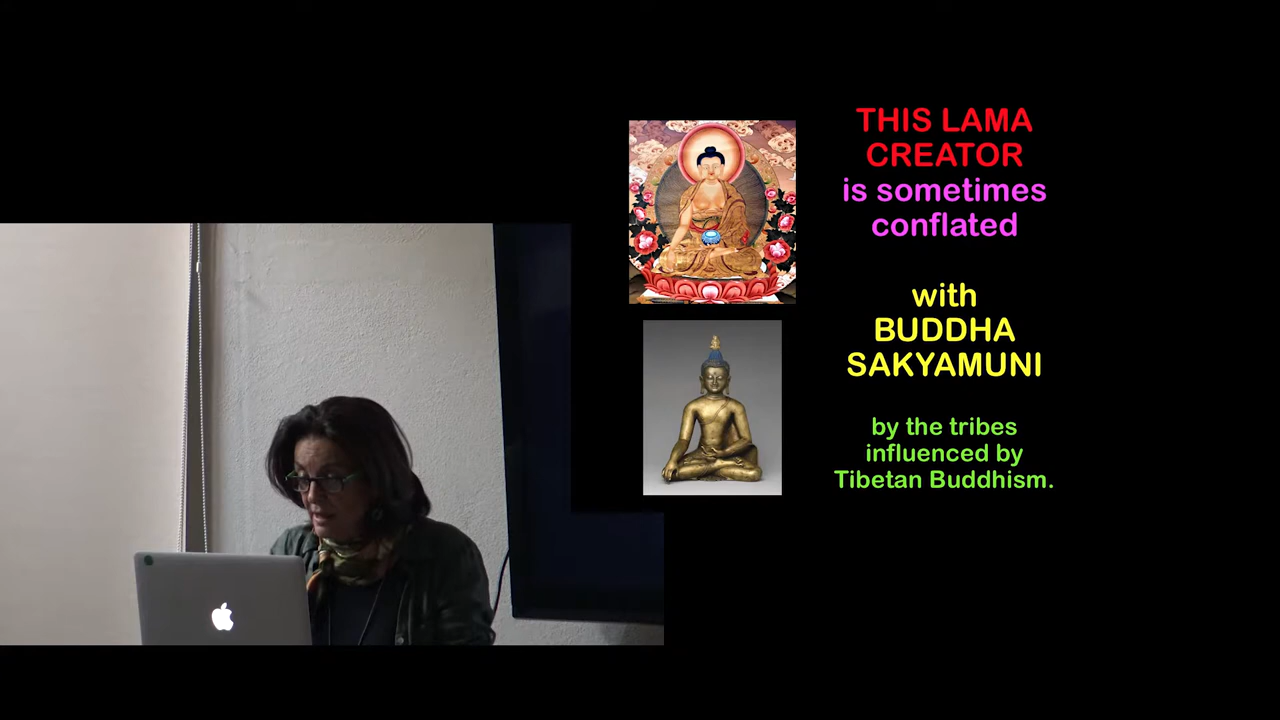 THIS LAMA
CREATOR
is sometimes
conflated
with
BUDDHA
SAKYAMUNI
by the tribes
influenced by
Tibetan Buddhism.